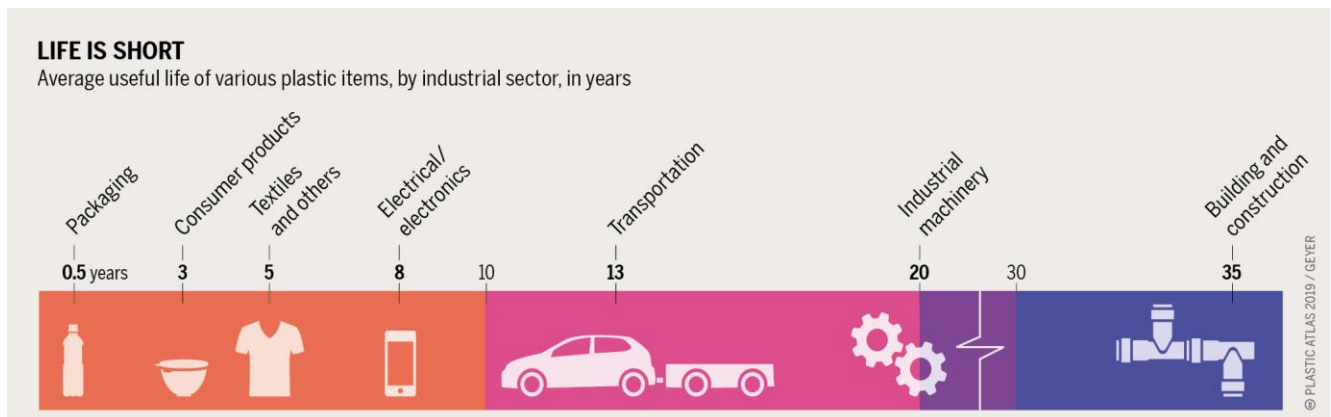 LIFE IS SHORT
Average useful life of various plastic items, by industrial sector, in years
Packaging
Consumer products
Textiles
and others
Electrical/
electronics
Transportation
Industrial
machinery
Building and
construction
0.5 years
3
5
8
10
13
20
30
35
PLASTIC ATLAS 2019 / GEYER